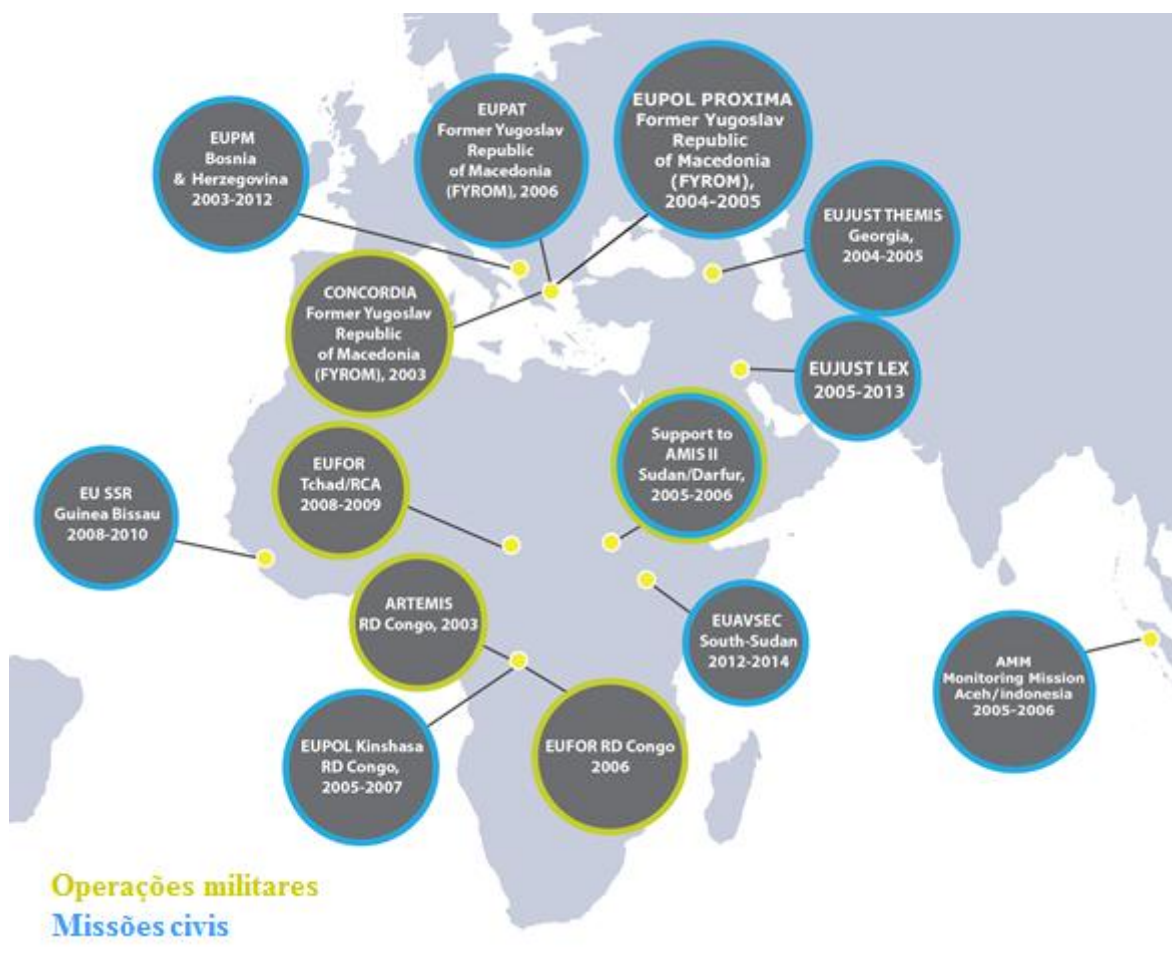 EUPM
Bosnia
& Herzegovina
2003-2012
EUPAT
Former Yugoslav
Republic
of Macedonia
(FYROM), 2006
EUPOL PROXIMA
Former Yugoslav
Republic
of Macedonia
(FYROM),
2004-2005
EUJUST THEMIS
Georgia,
2004-2005
CONCORDIA
Former Yugoslav
Republic
of Macedonia
(FYROM), 2003
EUJUST LEX
2005-2013
Support to
AMIS II
Sudan/Darfur,
2005-2006
EUFOR
Tchad/RCA
2008-2009
EU SSR
Guinea Bissau
2008-2010
ARTEMIS
RD Congo, 2003
EUAVSEC
South-Sudan
2012-2014
AMM
Monitoring Mission
Aceh/indonesia
2005-2006
EUPOL Kinshasa
RD Congo,
2005-2007
EUFOR RD Congo
2006
Operações militares
Missões civis